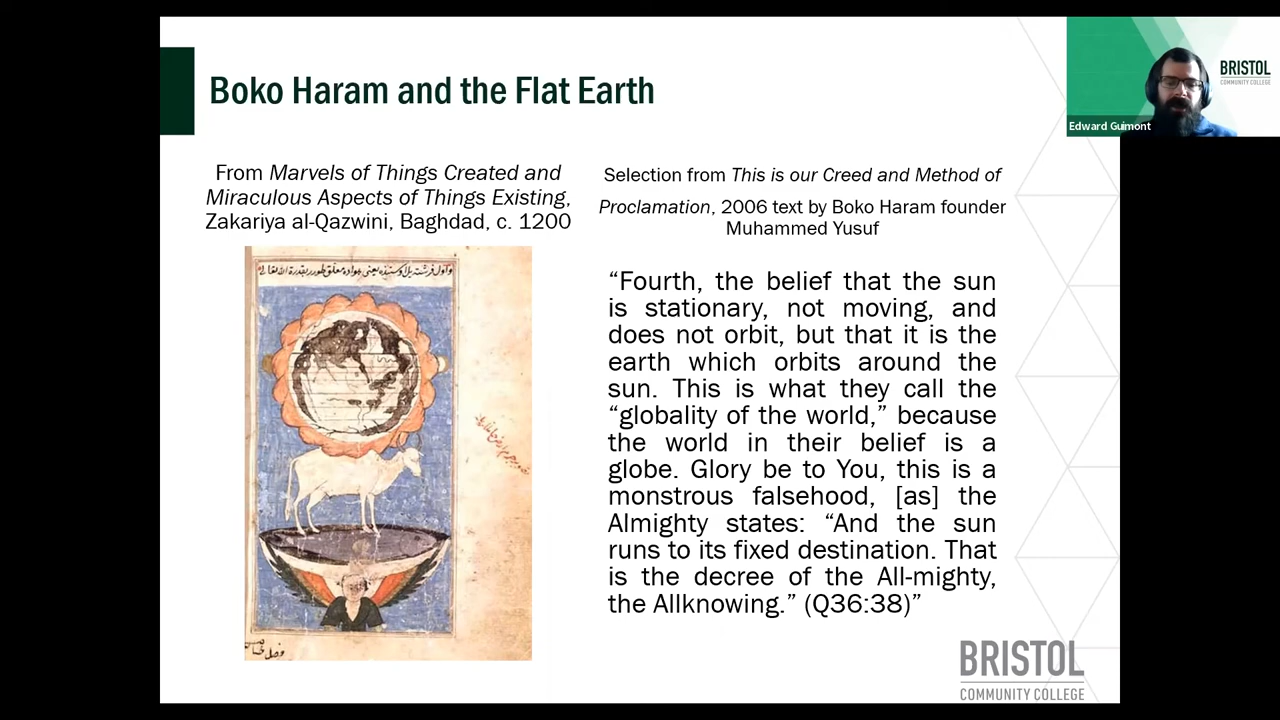 Boko Haram and the Flat Earth
BRISTOL
COMMUNITY COLLEGE
Edward Guimont
From Marvels of Things Created and
Miraculous Aspects of Things Existing,
Zakariya al-Qazwini, Baghdad, c. 1200
Selection from This is our Creed and Method of
Proclamation, 2006 text by Boko Haram founder
Muhammed Yusuf
“Fourth, the belief that the sun
is stationary, not moving, and
does not orbit, but that it is the
earth which orbits around the
sun. This is what they call the
“globality of the world,” because
the world in their belief is a
globe. Glory be to You, this is a
monstrous falsehood, [as] the
Almighty states: “And the sun
runs to its fixed destination. That
is the decree of the All-mighty,
the Allknowing.” (Q36:38)”
BRISTOL
COMMUNITY COLLEGE